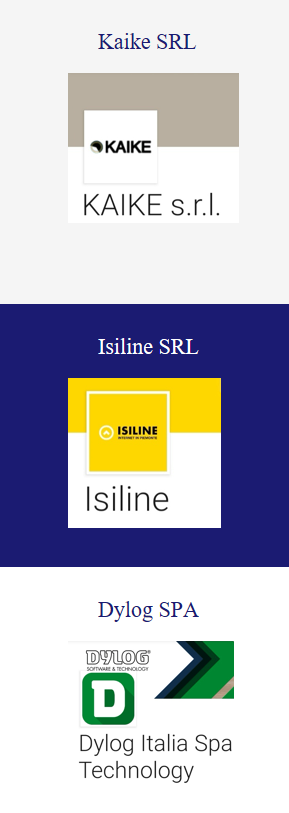 Kaike SRL
KAIKE
KAIKE s.r.l.
Isiline SRL
ISILINE
INTERNET IN PIEMONTE
Isiline
Dylog SPA
DYLOG®
SOFTWARE & TECHNOLOGY
D
Dylog Italia Spa
Technology